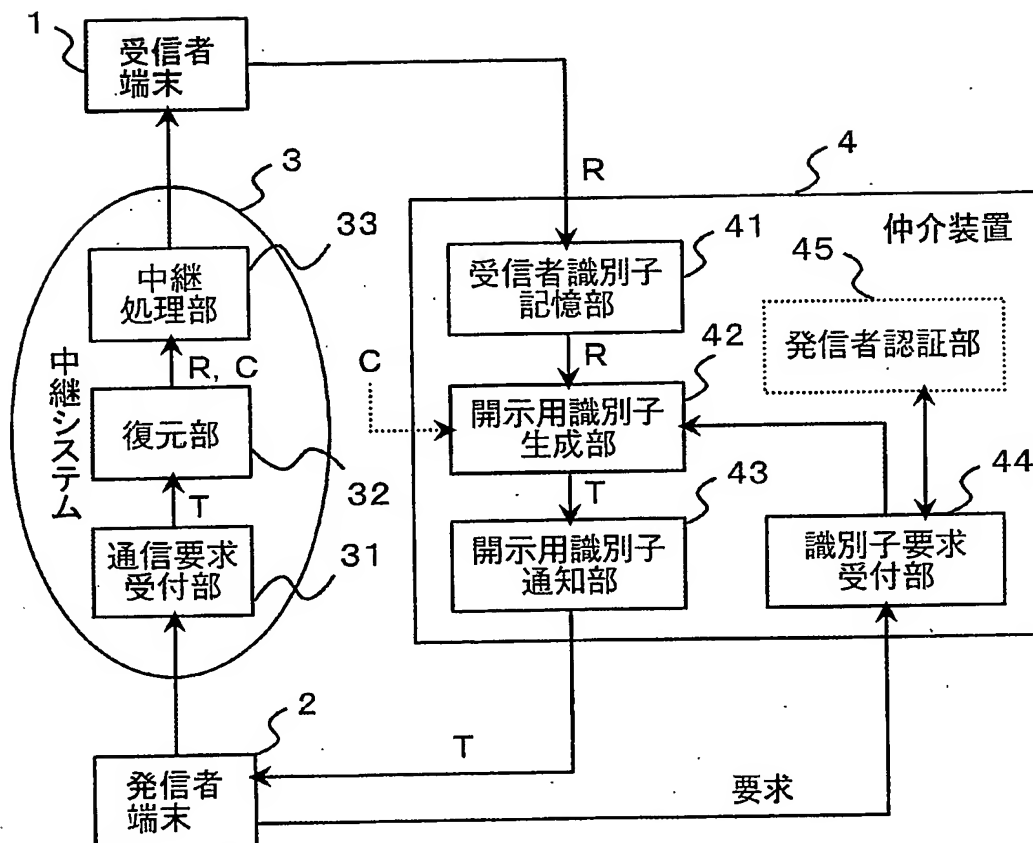 1
受信者
端末
3
4
R
33
中継
処理部
41
受信者識別子
記憶部
仲介装置
45
発信者認証部
R, C
R
42
C
中継システム
復元部
32
開示用識別子
生成部
T
T
43
44
通信要求
受付部
31
開示用識別子
通知部
識別子要求
受付部
2
T
発信者
端末
要求